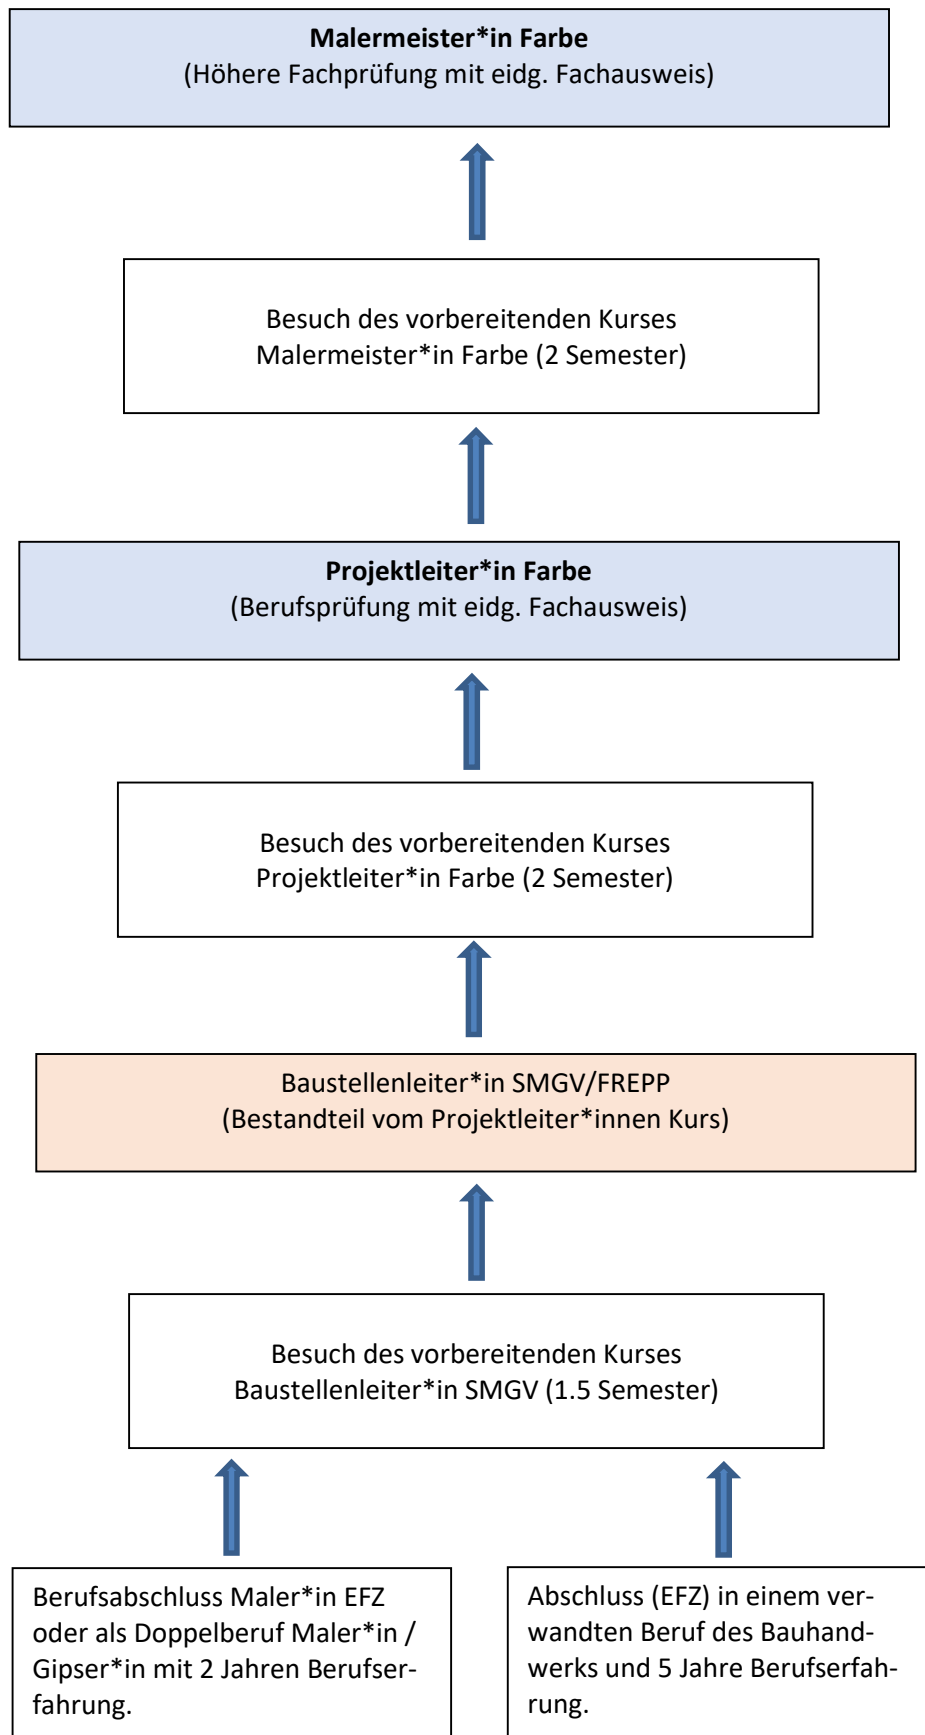 Malermeister*in Farbe
(Höhere Fachprüfung mit eidg. Fachausweis)
Besuch des vorbereitenden Kurses
Malermeister*in Farbe (2 Semester)
Projektleiter*in Farbe
(Berufsprüfung mit eidg. Fachausweis)
Besuch des vorbereitenden Kurses
Projektleiter*in Farbe (2 Semester)
Baustellenleiter*in SMGV/FREPP
(Bestandteil vom Projektleiter*innen Kurs)
Besuch des vorbereitenden Kurses
Baustellenleiter*in SMGV (1.5 Semester)
Berufsabschluss Maler*in EFZ
oder als Doppelberuf Maler*in /
Gipser*in mit 2 Jahren Berufser-
fahrung.
Abschluss (EFZ) in einem ver-
wandten Beruf des Bauhand-
werks und 5 Jahre Berufserfah-
rung.